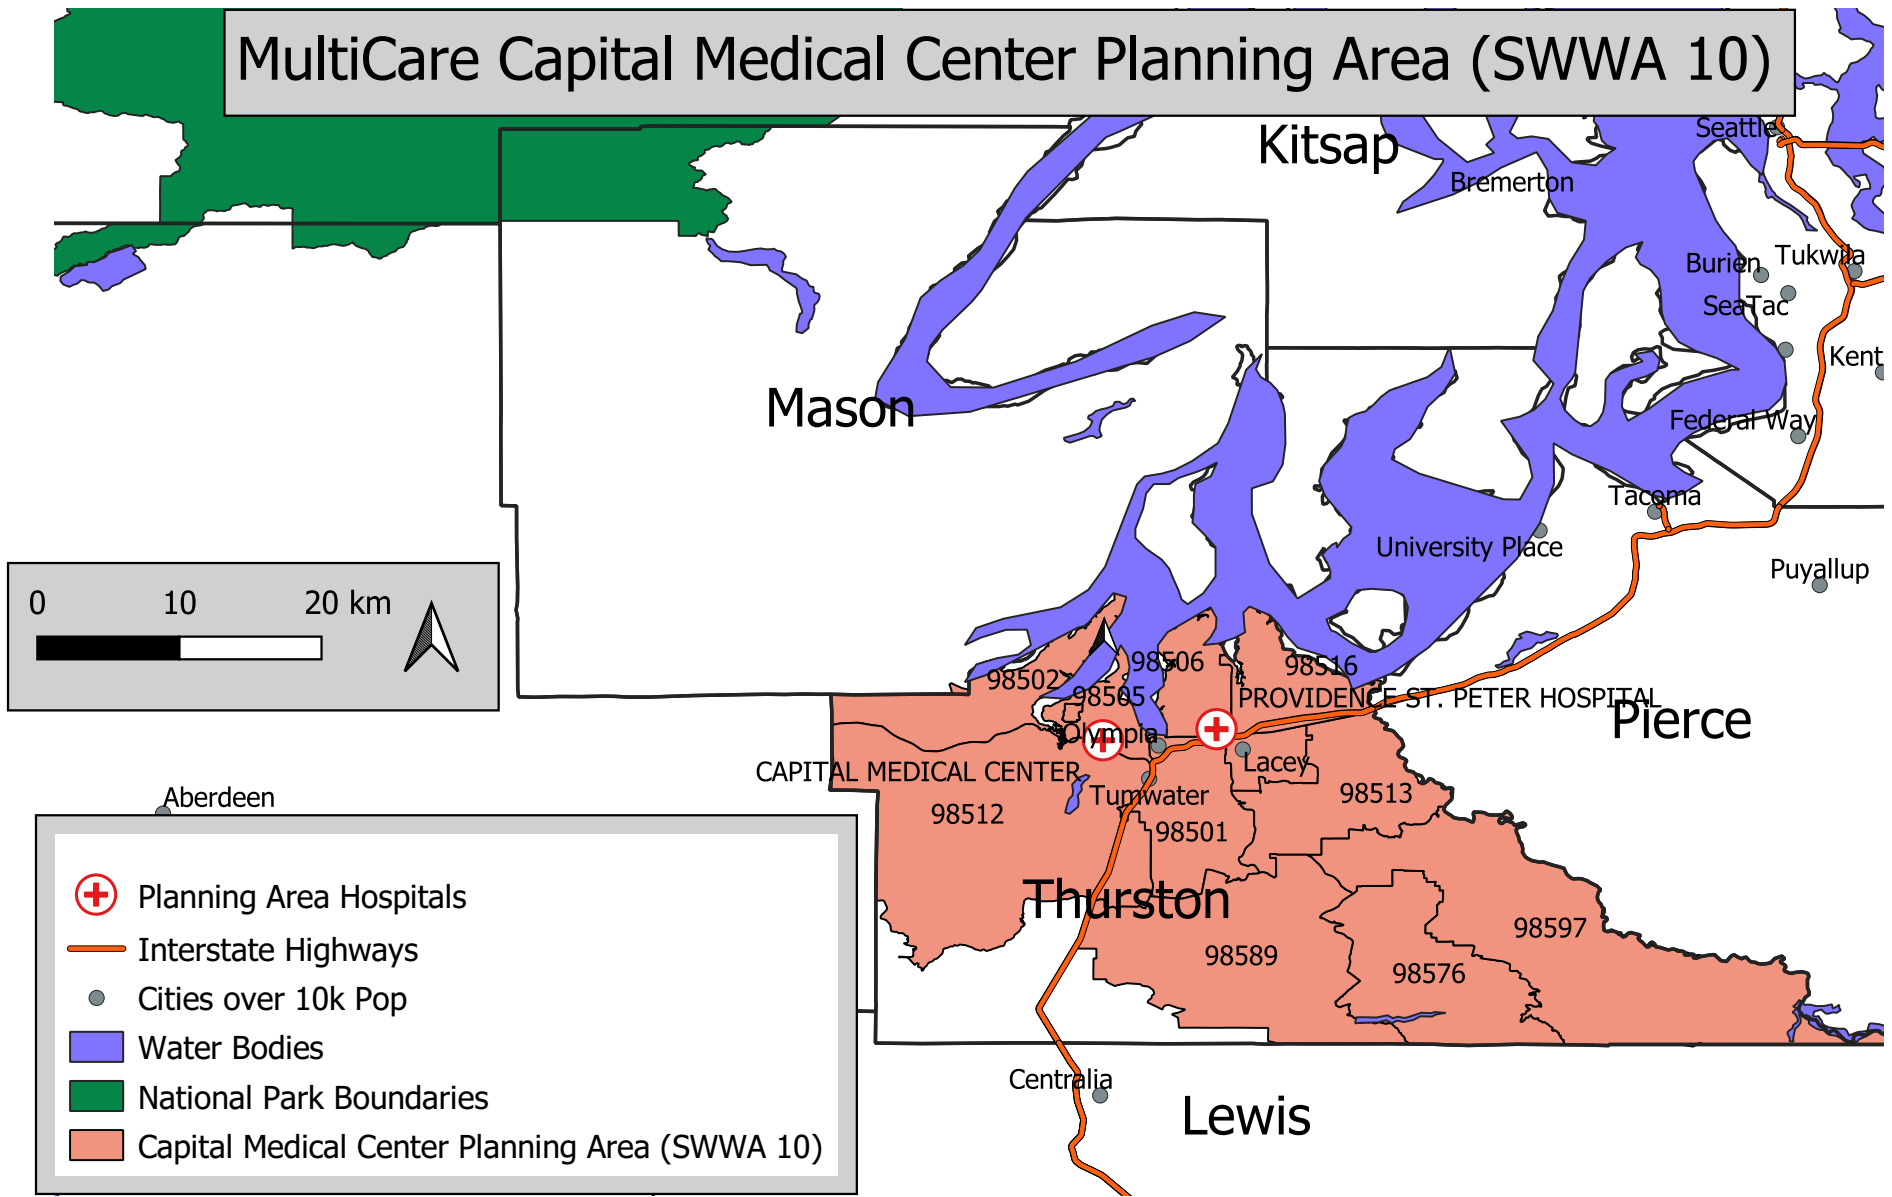 MultiCare Capital Medical Center Planning Area (SWWA 10)
Kitsap
Seattle
Bremerton
Burien
Tukwila
SeaTac
Kent
Mason
Federal Way
Tacoma
University Place
Puyallup
0 10 20 km
98502
98506
98516
98505
PROVIDENCE ST. PETER HOSPITAL
Pierce
Olympia
Lacey
CAPITAL MEDICAL CENTER
Tumwater
98513
Aberdeen
98512
98501
Thurston
98597
98589
98576
Planning Area Hospitals
Interstate Highways
Cities over 10k Pop
Water Bodies
National Park Boundaries
Capital Medical Center Planning Area (SWWA 10)
Centralia
Lewis